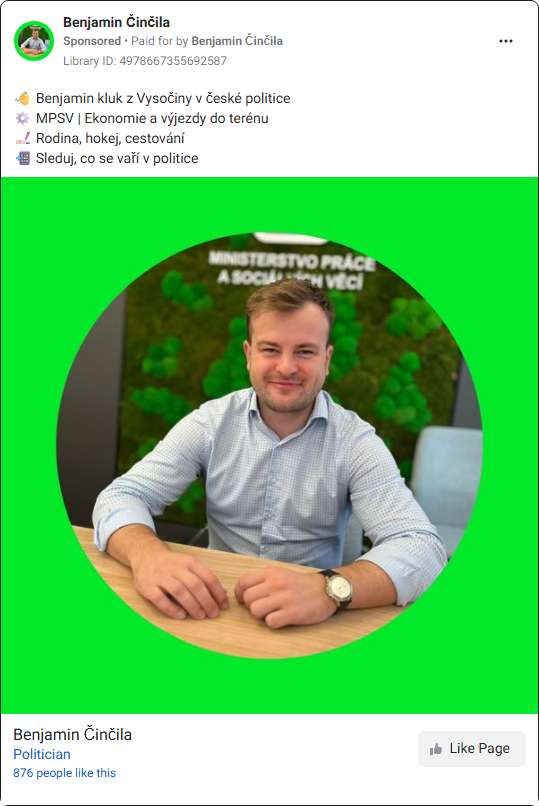 Benjamin Činčila
Sponsored • Paid for by Benjamin Činčila
Library ID: 4978667355692587
Benjamin kluk z Vysočiny v české politice
MPSV | Ekonomie a výjezdy do terénu
Rodina, hokej, cestování
Sleduj, co se vaří v politice
MINISTERSTVO PRÁCE
A SOCIÁLNÍCH VĚCÍ
Benjamin Činčila
Politician
876 people like this
Like Page